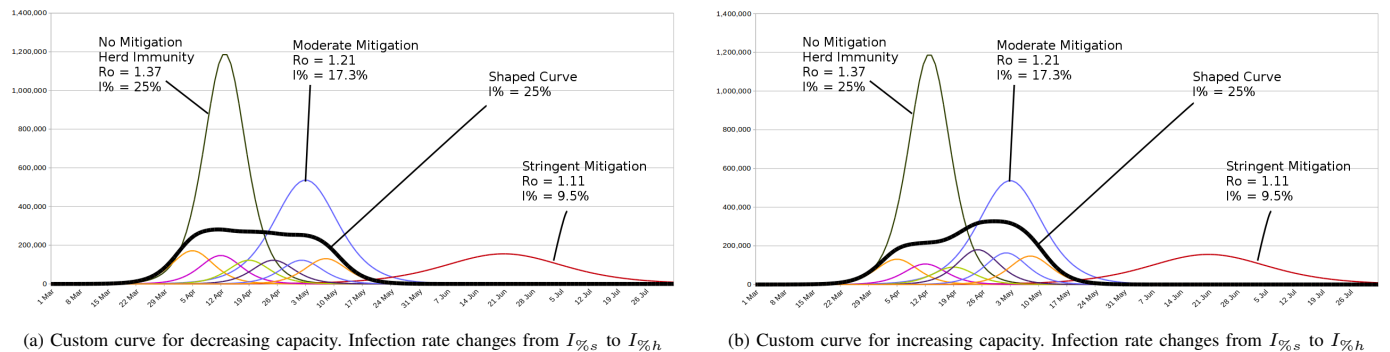 1,400,000
1,200,000
1,000,000
800,000
600,000
400,000
200,000
0
No Mitigation
Herd Immunity
Ro = 1.37
I% = 25%
Moderate Mitigation
Ro = 1.21
I% = 17.3%
Shaped Curve
I% = 25%
Stringent Mitigation
Ro = 1.11
I% = 9.5%
1 Mar
8 Mar
15 Mar
22 Mar
29 Mar
5 Apr
12 Apr
19 Apr
26 Apr
3 May
10 May
17 May
24 May
31 May
7 Jun
14 Jun
21 Jun
28 Jun
5 Jul
12 Jul
19 Jul
26 Jul
(a) Custom curve for decreasing capacity. Infection rate changes from I%s to I%h
1,400,000
1,200,000
1,000,000
800,000
600,000
400,000
200,000
0
No Mitigation
Herd Immunity
Ro = 1.37
I% = 25%
Moderate Mitigation
Ro = 1.21
I% = 17.3%
Shaped Curve
I% = 25%
Stringent Mitigation
Ro = 1.11
I% = 9.5%
1 Mar
8 Mar
15 Mar
22 Mar
29 Mar
5 Apr
12 Apr
19 Apr
26 Apr
3 May
10 May
17 May
24 May
31 May
7 Jun
14 Jun
21 Jun
28 Jun
5 Jul
12 Jul
19 Jul
26 Jul
(b) Custom curve for increasing capacity. Infection rate changes from I%s to I%h